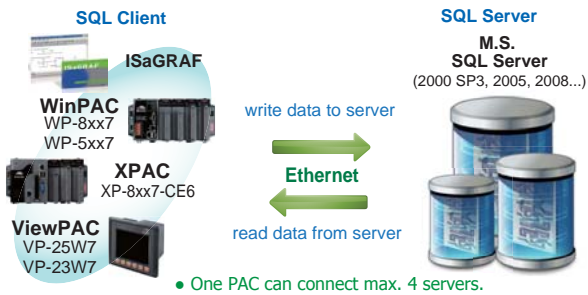 SQL Client
ISaGRAF
ISaGRAF
WinPAC
WP-8xx7
WP-5xx7
XPAC
XP-8xx7-CE6
ViewPAC
VP-25W7
VP-23W7
write data to server
Ethernet
read data from server
SQL Server
M.S.
SQL Server
(2000 SP3, 2005, 2008...)
• One PAC can connect max. 4 servers.